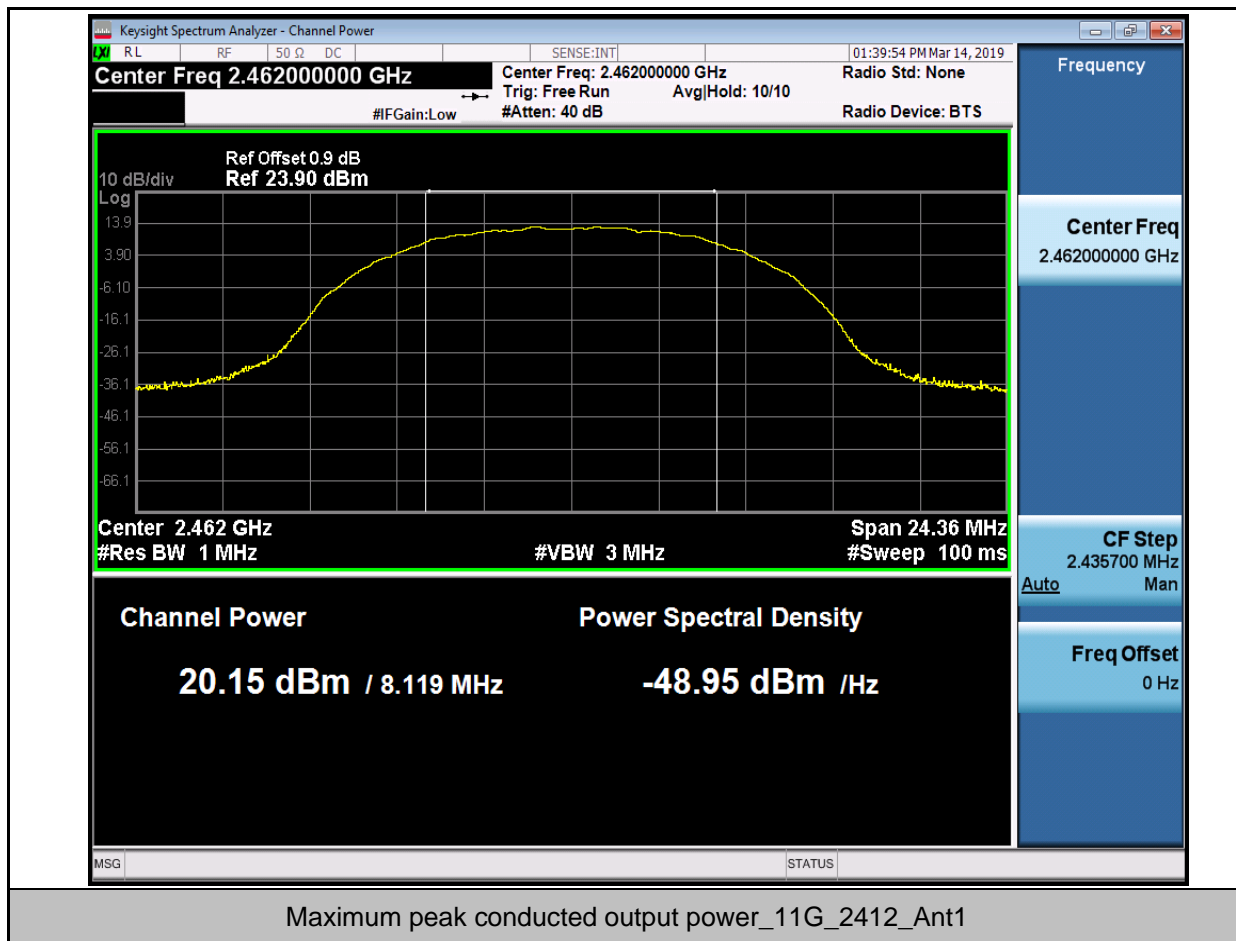 Keysight Spectrum Analyzer - Channel Power
LXI RL RF 50 Ω DC SENSE:INT 01:39:54 PM Mar 14, 2019
Center Freq 2.462000000 GHz
Center Freq: 2.462000000 GHz
Radio Std: None
Trig: Free Run Avg|Hold: 10/10
#IFGain:Low
#Atten: 40 dB
Radio Device: BTS
Frequency
Ref Offset 0.9 dB
10 dB/div Ref 23.90 dBm
Log
13.9
3.90
-6.10
-16.1
-26.1
-36.1
-46.1
-56.1
-66.1
Center 2.462 GHz Span 24.36 MHz
#Res BW 1 MHz #VBW 3 MHz #Sweep 100 ms
Center Freq
2.462000000 GHz
CF Step
2.435700 MHz
Auto Man
Freq Offset
0 Hz
Channel Power Power Spectral Density
20.15 dBm / 8.119 MHz -48.95 dBm /Hz
MSG STATUS
Maximum peak conducted output power_11G_2412_Ant1